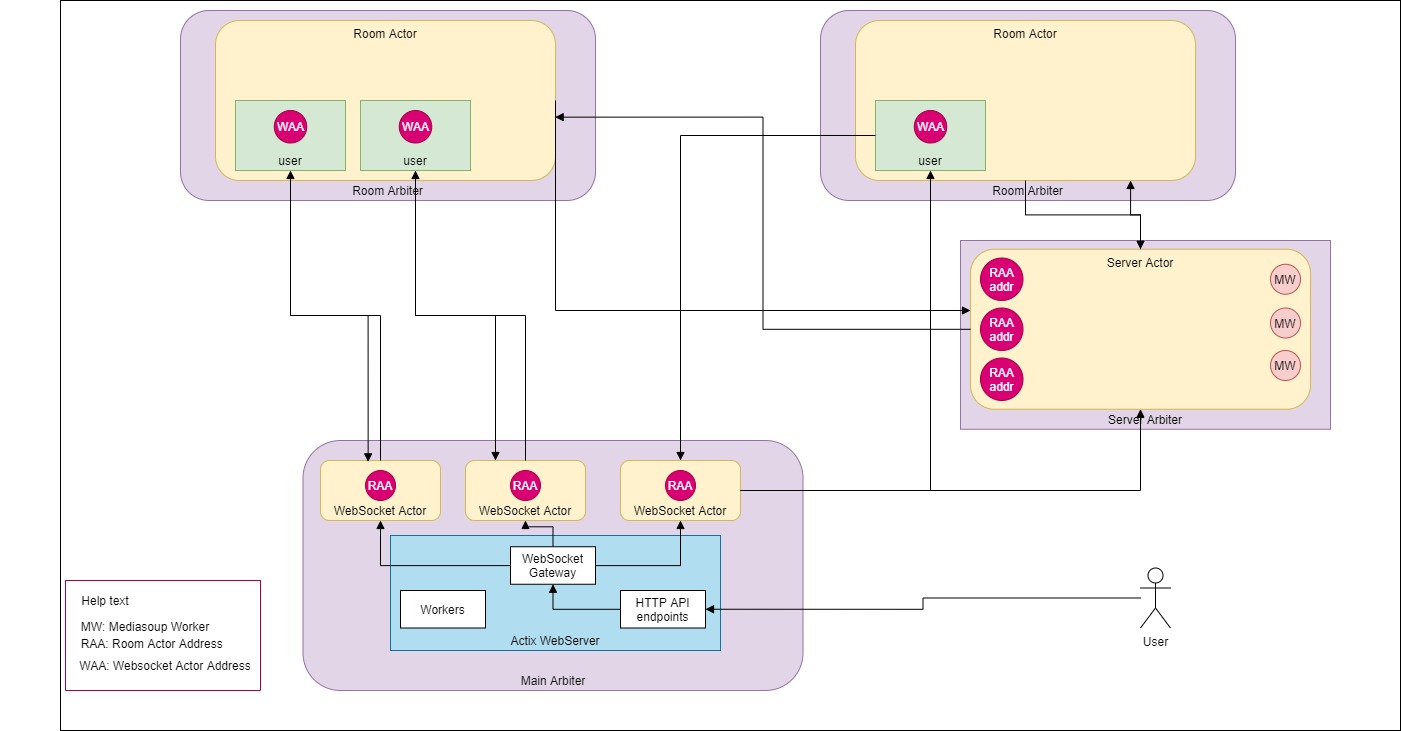 Room Actor
WAA
user
WAA
user
Room Arbiter
Room Actor
WAA
user
Room Arbiter
Server Actor
RAA
addr
RAA
addr
RAA
addr
MW
MW
MW
Server Arbiter
RAA
WebSocket Actor
RAA
WebSocket Actor
RAA
WebSocket Actor
WebSocket
Gateway
Workers
HTTP API
endpoints
Actix WebServer
Main Arbiter
User
Help text
MW: Mediasoup Worker
RAA: Room Actor Address
WAA: Websocket Actor Address